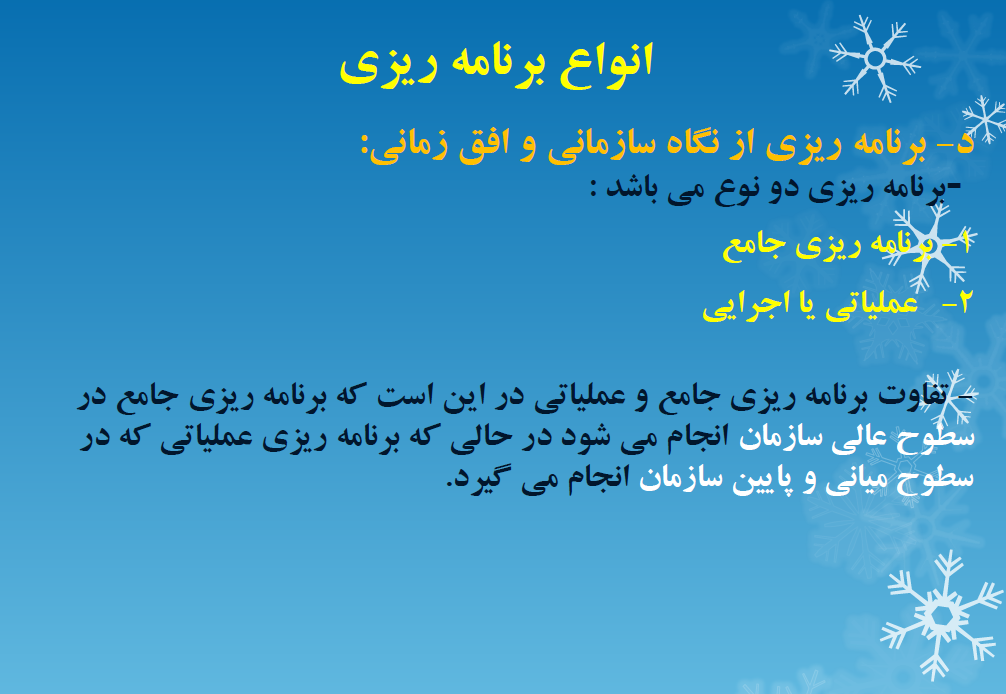 انواع برنامه ریزی
د- برنامه ریزی از نگاه سازمانی و افق زمانی:
-برنامه ریزی دو نوع می باشد :
۱- برنامه ریزی جامع
۲- عملیاتی یا اجرایی
- تفاوت برنامه ریزی جامع و عملیاتی در این است که برنامه ریزی جامع در
سطوح عالی سازمان انجام می شود در حالی که برنامه ریزی عملیاتی که در
سطوح میانی و پایین سازمان انجام می گیرد.